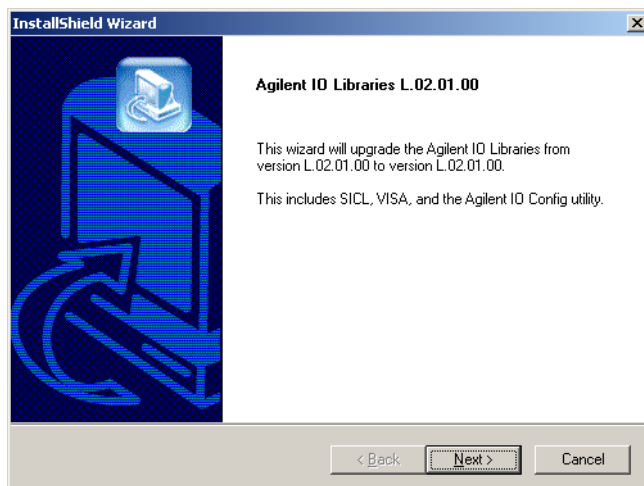 InstallShield Wizard
Agilent IO Libraries L.02.01.00
This wizard will upgrade the Agilent IO Libraries from
version L.02.01.00 to version L.02.01.00.
This includes SICL, VISA, and the Agilent IO Config utility.
< Back
Next >
Cancel